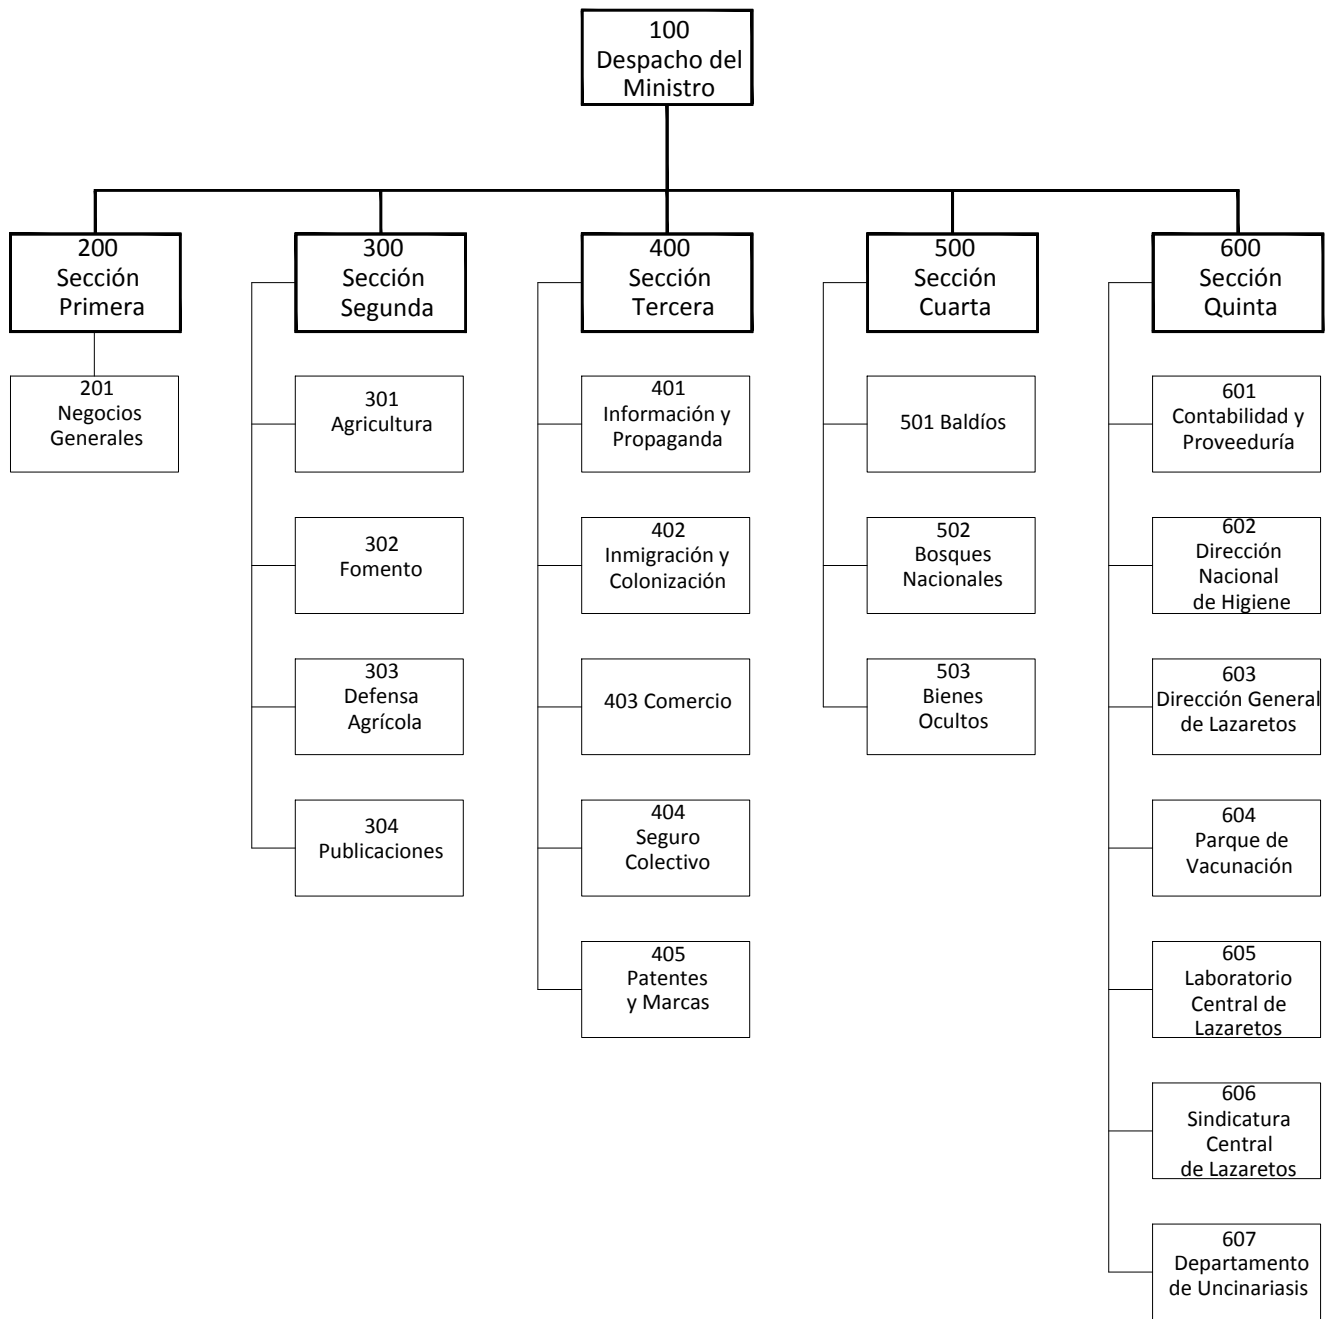 100
Despacho del
Ministro
200
Sección
Primera
300
Sección
Segunda
400
Sección
Tercera
500
Sección
Cuarta
600
Sección
Quinta
201
Negocios
Generales
301
Agricultura
401
Información y
Propaganda
501 Baldíos
601
Contabilidad y
Proveeduría
302
Fomento
402
Inmigración y
Colonización
502
Bosques
Nacionales
602
Dirección
Nacional
de Higiene
303
Defensa
Agrícola
403 Comercio
503
Bienes
Ocultos
603
Dirección General
de Lazaretos
304
Publicaciones
404
Seguro
Colectivo
604
Parque de
Vacunación
405
Patentes
y Marcas
605
Laboratorio
Central de
Lazaretos
606
Sindicatura
Central
de Lazaretos
607
Departamento
de Uncinariasis